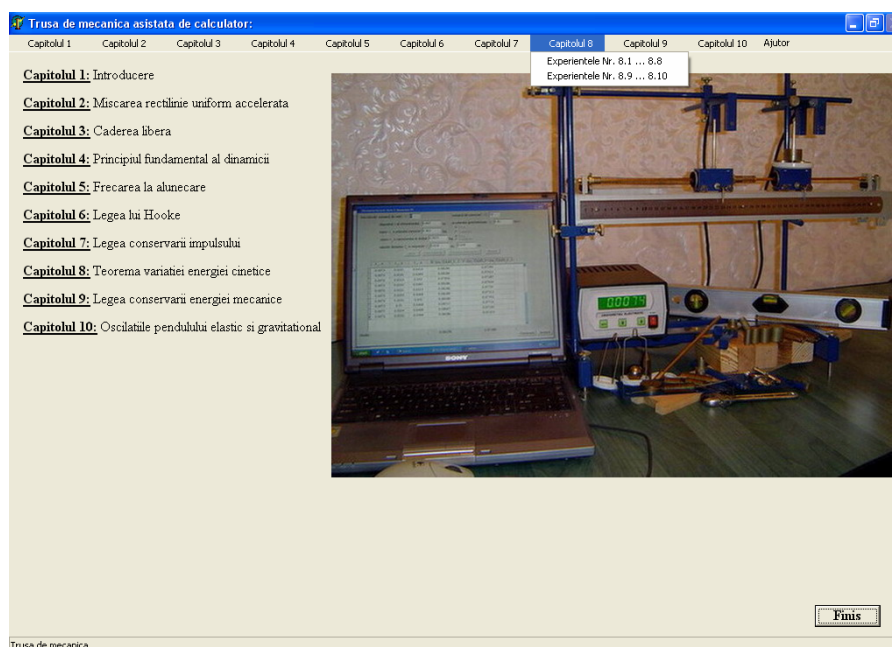 Trusa de mecanica asistata de calculator:
Capitolul 1 Capitolul 2 Capitolul 3 Capitolul 4 Capitolul 5 Capitolul 6 Capitolul 7 Capitolul 8 Capitolul 9 Capitolul 10 Ajutor
Experientele Nr. 8.1 ... 8.8
Experientele Nr. 8.9 ... 8.10
Capitolul 1: Introducere
Capitolul 2: Miscarea rectilinie uniform accelerata
Capitolul 3: Caderea libera
Capitolul 4: Principiul fundamental al dinamicii
Capitolul 5: Frecarea la alunecare
Capitolul 6: Legea lui Hooke
Capitolul 7: Legea conservarii impulsului
Capitolul 8: Teorema variatiei energiei cinetice
Capitolul 9: Legea conservarii energiei mecanice
Capitolul 10: Oscilatiile pendulului elastic si gravitational
SONY
Finis
Trusa de mecanica